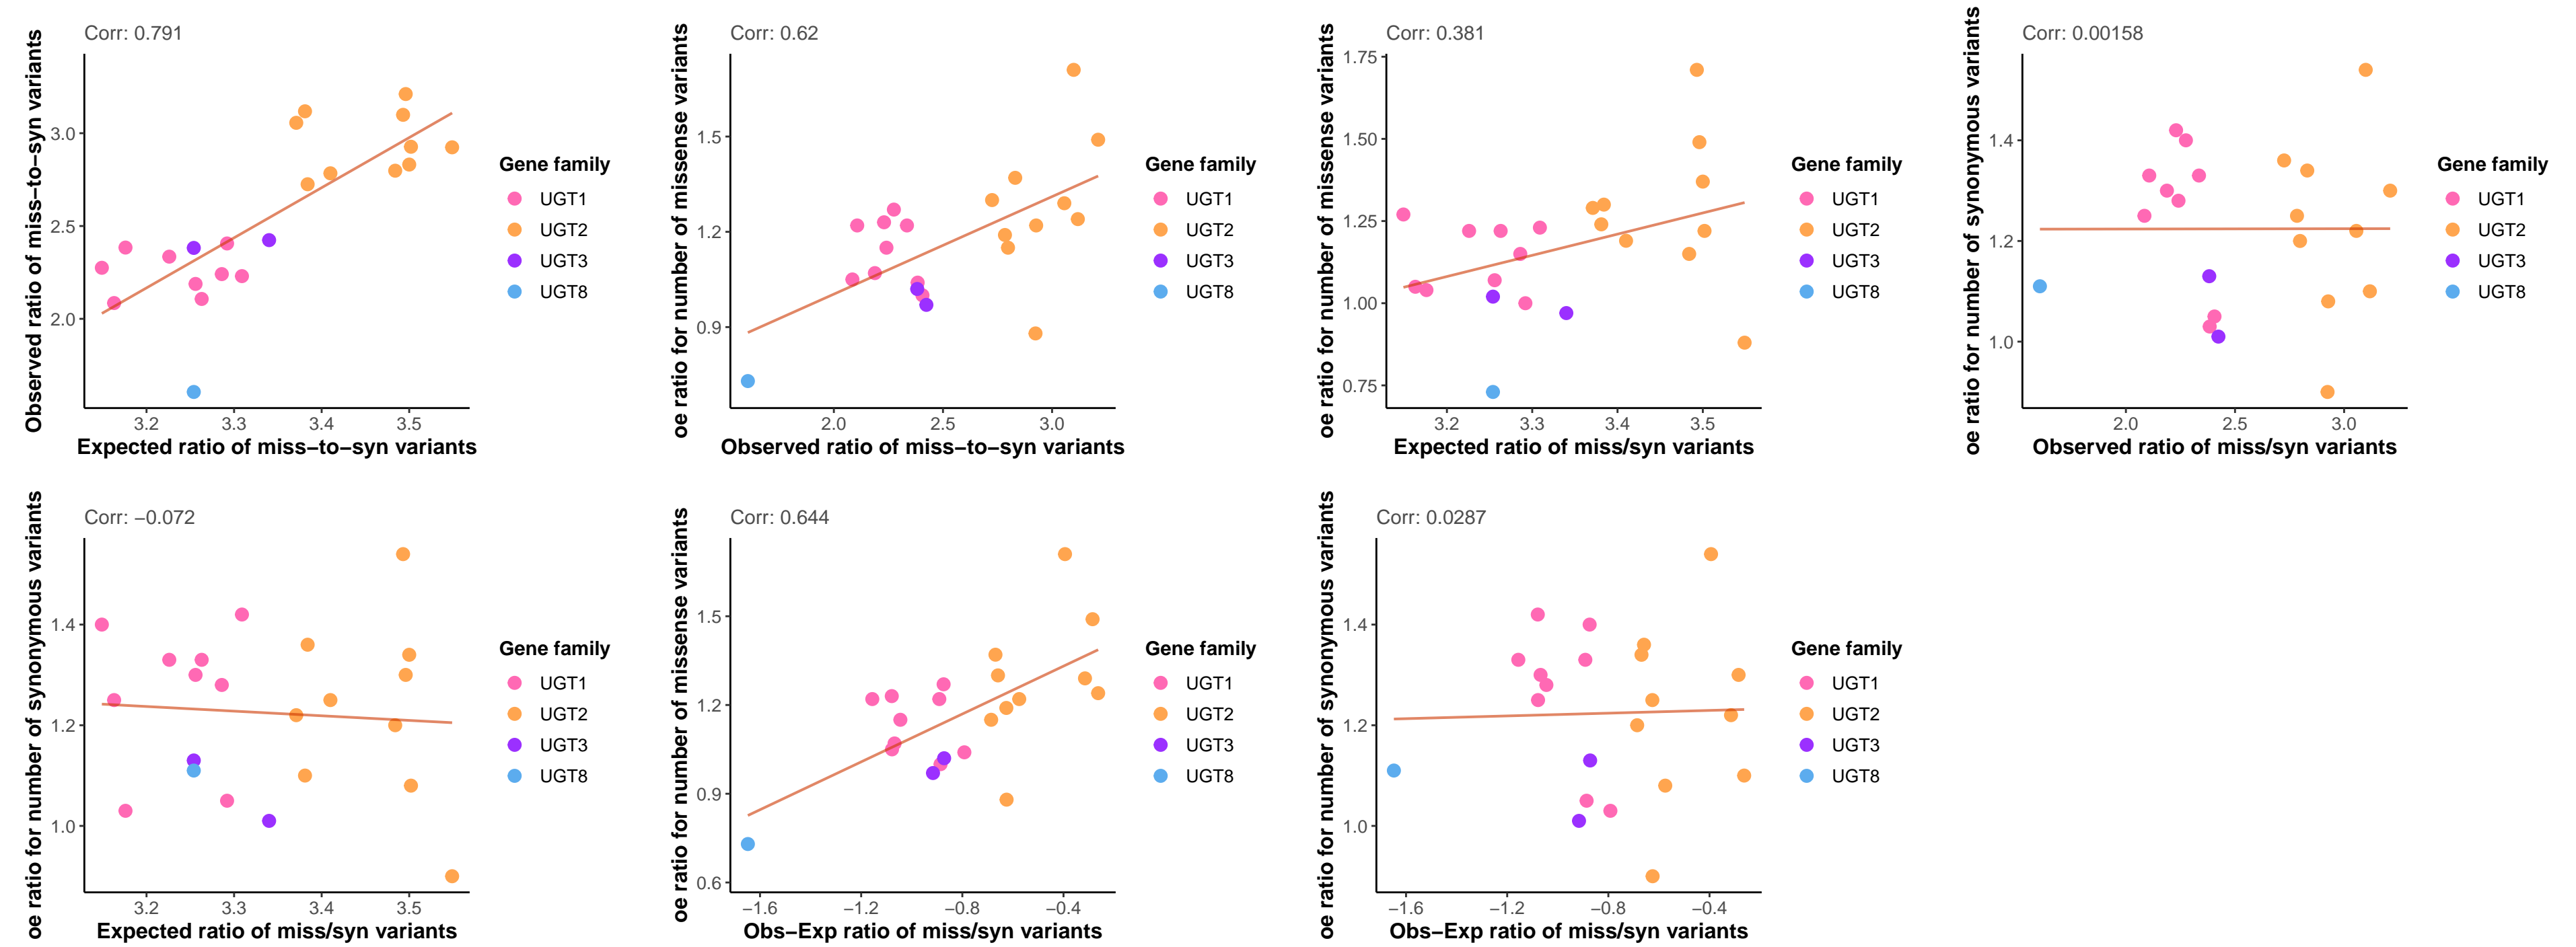 Corr: 0.791
Observed ratio of miss−to−syn variants
3.0
2.5
2.0
3.2
3.3
3.4
3.5
Expected ratio of miss−to−syn variants
Gene family
UGT1
UGT2
UGT3
UGT8
Corr: 0.62
oe ratio for number of missense variants
1.5
1.2
0.9
2.0
2.5
3.0
Observed ratio of miss−to−syn variants
Gene family
UGT1
UGT2
UGT3
UGT8
Corr: 0.381
oe ratio for number of missense variants
1.75
1.50
1.25
1.00
0.75
3.2
3.3
3.4
3.5
Expected ratio of miss/syn variants
Gene family
UGT1
UGT2
UGT3
UGT8
Corr: 0.00158
oe ratio for number of synonymous variants
1.4
1.2
1.0
2.0
2.5
3.0
Observed ratio of miss/syn variants
Gene family
UGT1
UGT2
UGT3
UGT8
Corr: −0.072
oe ratio for number of synonymous variants
1.4
1.2
1.0
3.2
3.3
3.4
3.5
Expected ratio of miss/syn variants
Gene family
UGT1
UGT2
UGT3
UGT8
Corr: 0.644
oe ratio for number of missense variants
1.5
1.2
0.9
0.6
−1.6
−1.2
−0.8
−0.4
Obs−Exp ratio of miss/syn variants
Gene family
UGT1
UGT2
UGT3
UGT8
Corr: 0.0287
oe ratio for number of synonymous variants
1.4
1.2
1.0
−1.6
−1.2
−0.8
−0.4
Obs−Exp ratio of miss/syn variants
Gene family
UGT1
UGT2
UGT3
UGT8